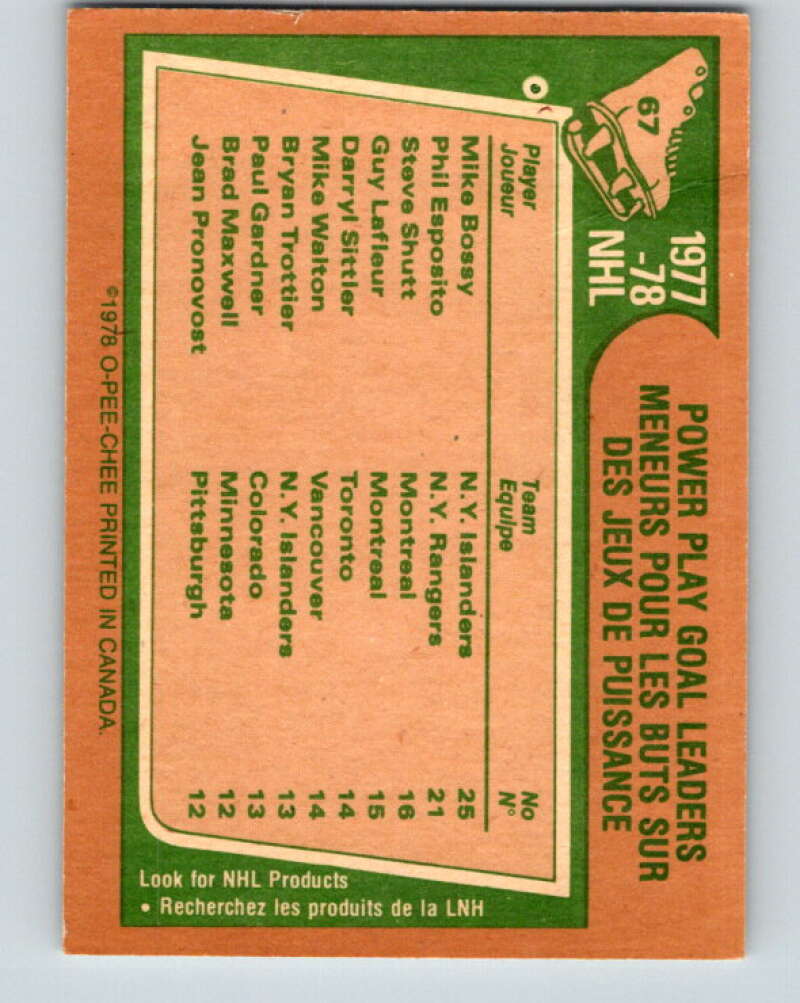 67
1977
-78
NHL
POWER PLAY GOAL LEADERS
MENEURS POUR LES BUTS SUR
DES JEUX DE PUISSANCE
Player Team No
Joueur Equipe N°
Mike Bossy N.Y. Islanders 25
Phil Esposito N.Y. Rangers 21
Steve Shutt Montreal 16
Guy Lafleur Montreal 15
Darryl Sittler Toronto 14
Mike Walton Vancouver 14
Bryan Trottier N.Y. Islanders 13
Paul Gardner Colorado 13
Brad Maxwell Minnesota 12
Jean Pronovost Pittsburgh 12
Look for NHL Products
• Recherchez les produits de la LNH
©1978 O-PEE-CHEE PRINTED IN CANADA.